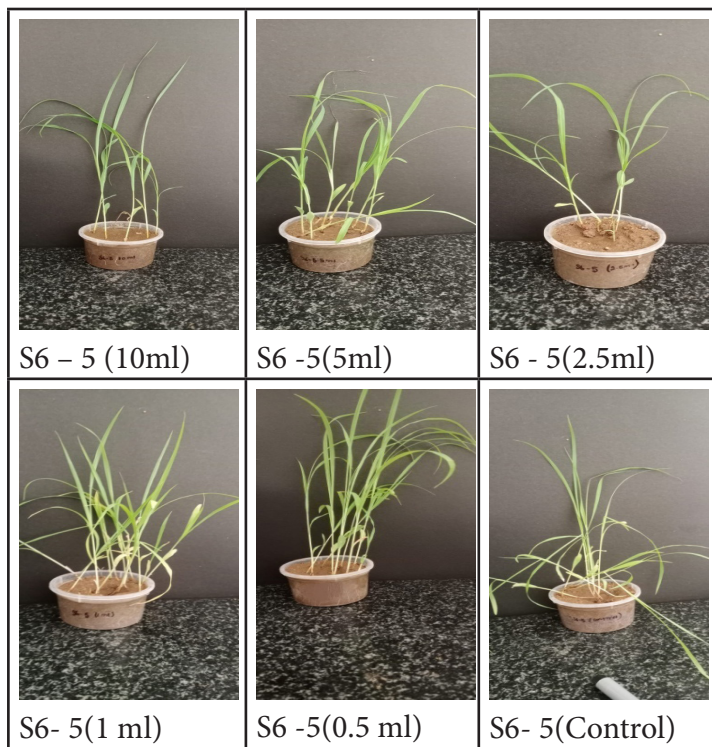 S6 – 5 (10ml)
S6 -5(5ml)
S6 - 5(2.5ml)
S6- 5(1 ml)
S6 -5(0.5 ml)
S6- 5(Control)